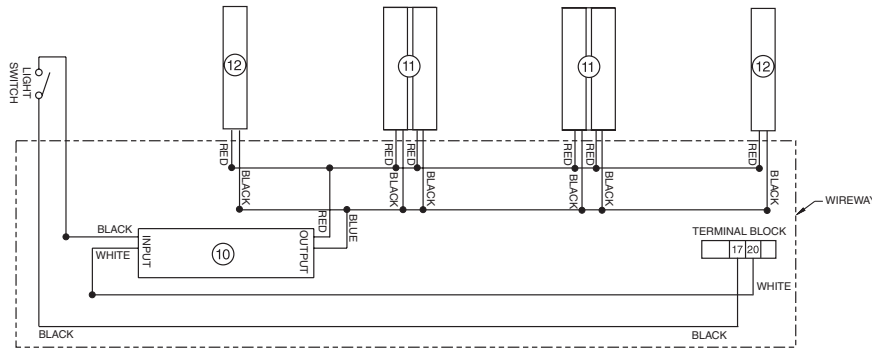 12
11
11
12
LIGHT
SWITCH
RED
BLACK
RED
BLACK
RED
BLACK
RED
BLACK
RED
BLACK
RED
BLACK
WIREWAY
BLACK
WHITE
INPUT
10
OUTPUT
RED
BLUE
TERMINAL BLOCK
17 20
WHITE
BLACK
BLACK